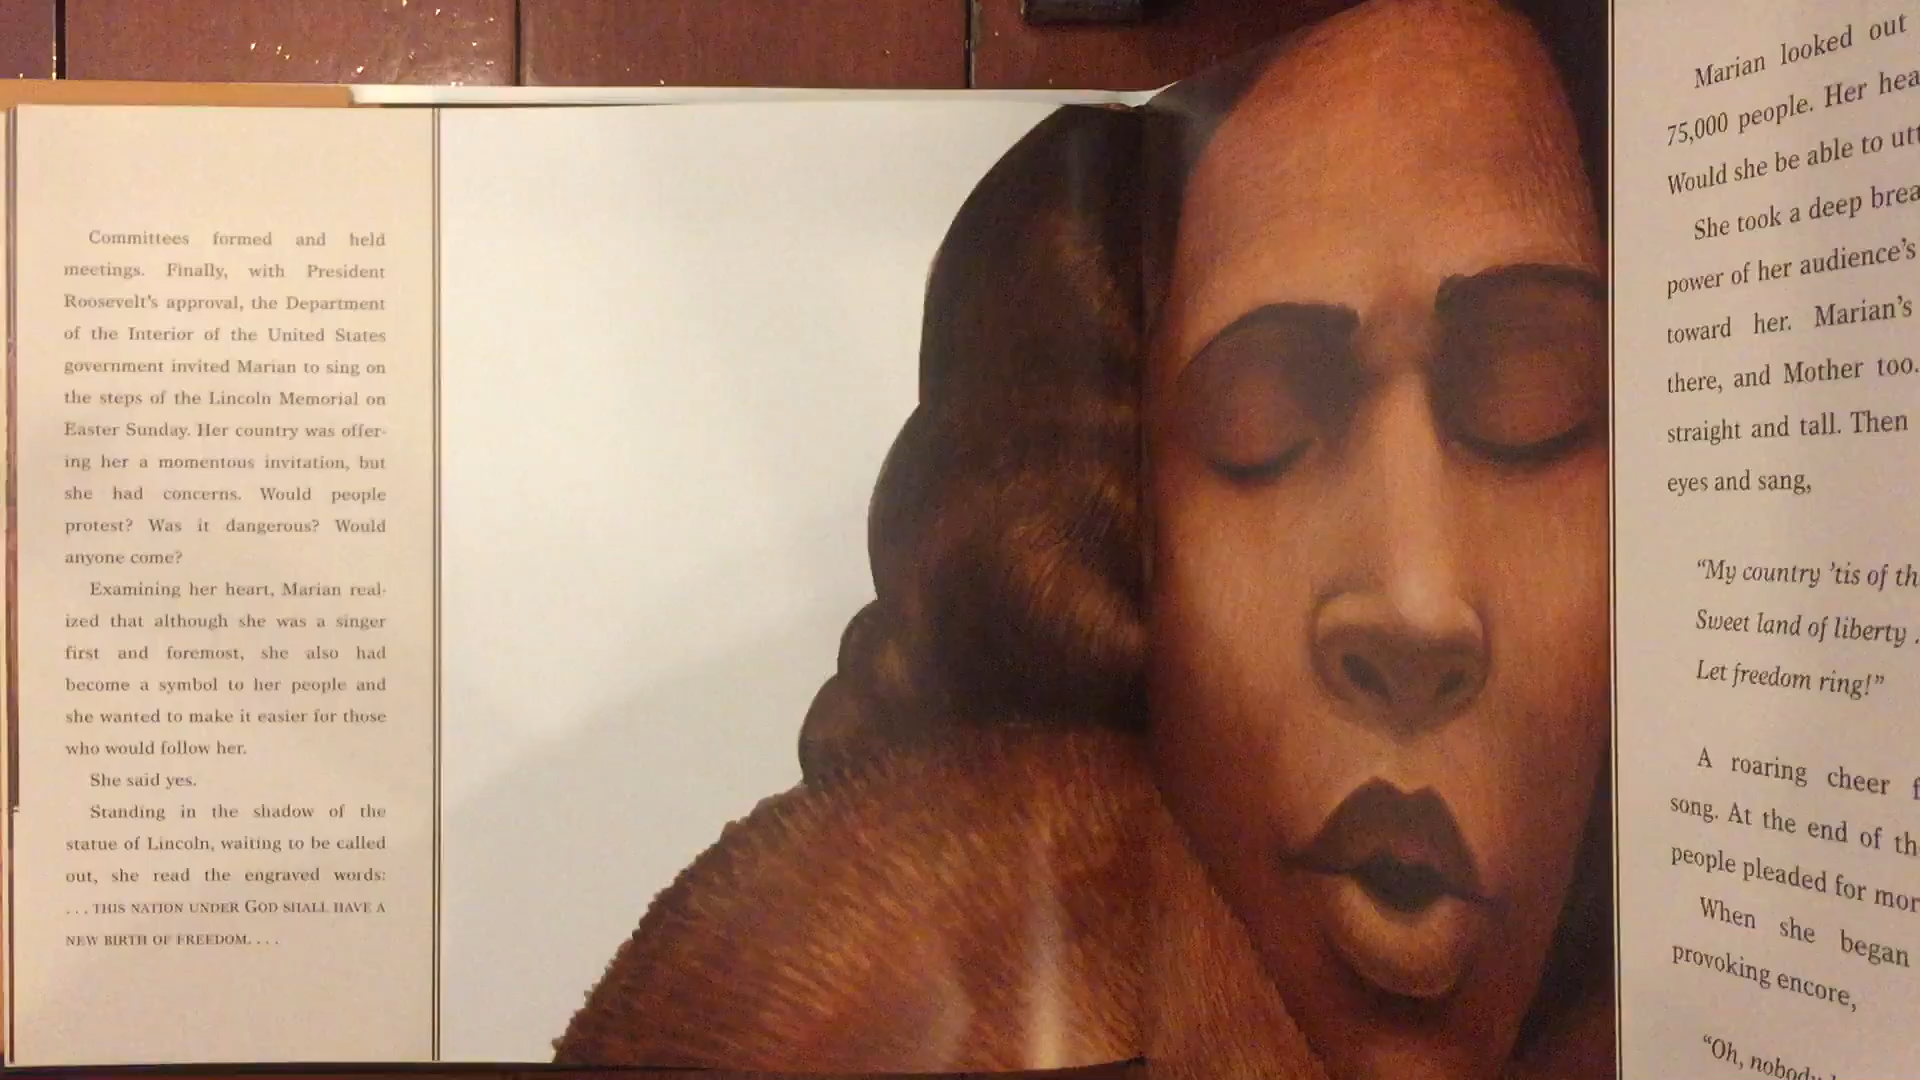 Committees formed and held
meetings. Finally, with President
Roosevelt's approval, the Department
of the Interior of the United States
government invited Marian to sing on
the steps of the Lincoln Memorial on
Easter Sunday. Her country was offer-
ing her a momentous invitation, but
she had concerns. Would people
protest? Was it dangerous? Would
anyone come?
Examining her heart, Marian real-
ized that although she was a singer
first and foremost, she also had
become a symbol to her people and
she wanted to make it easier for those
who would follow her.
She said yes.
Standing in the shadow of the
statue of Lincoln, waiting to be called
out, she read the engraved words:
. . . THIS NATION UNDER GOD SHALL HAVE A
NEW BIRTH OF FREEDOM. . . .
Marian looked out
75,000 people. Her
Would she be able to
She took a deep
power of her audience's
toward her. Marian's
there, and Mother too.
straight and tall. Then
eyes and sang,
“My country ’tis of
Sweet land of liberty .
Let freedom ring!”
A roaring cheer
song. At the end of
people pleaded for
When she began
provoking encore,
“Oh,